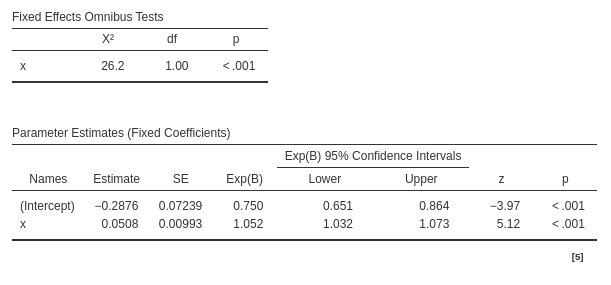 Fixed Effects Omnibus Tests
X² df p
x 26.2 1.00 < .001
Parameter Estimates (Fixed Coefficients)
Exp(B) 95% Confidence Intervals
Names Estimate SE Exp(B) Lower Upper z p
(Intercept) −0.2876 0.07239 0.750 0.651 0.864 −3.97 < .001
x 0.0508 0.00993 1.052 1.032 1.073 5.12 < .001
[5]